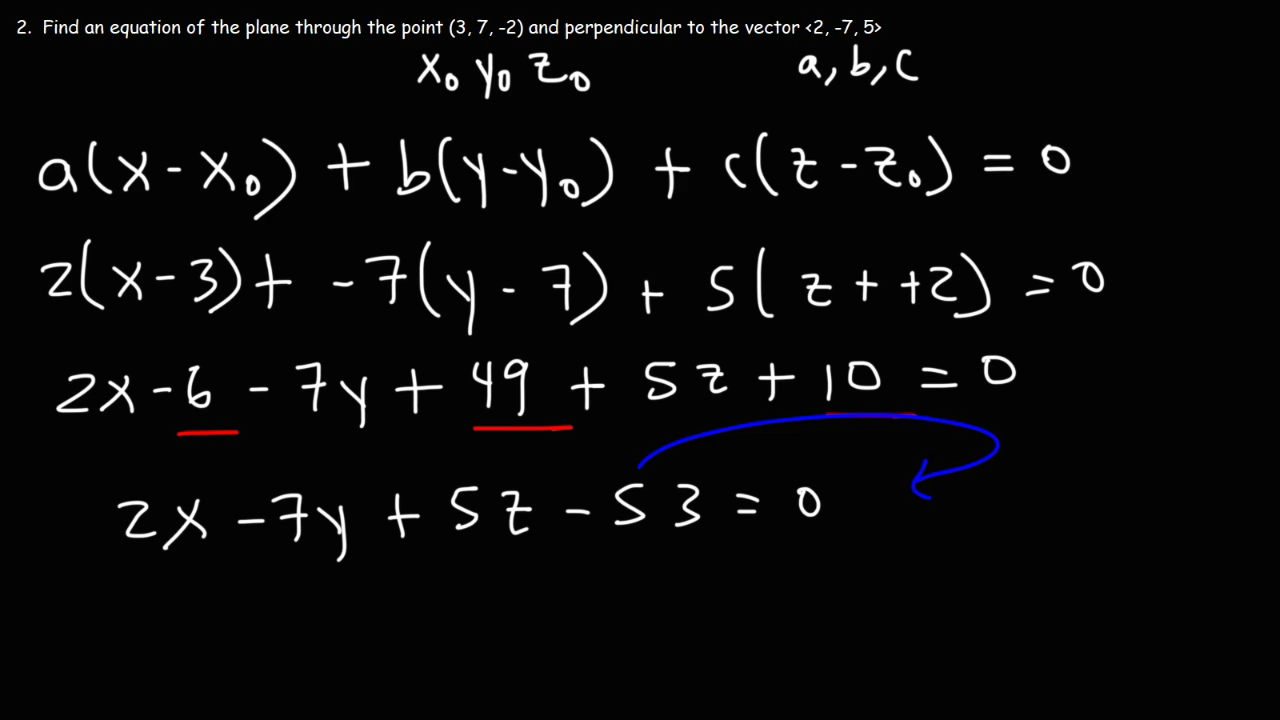 2. Find an equation of the plane through the point (3, 7, -2) and perpendicular to the vector <2, -7, 5>
x₀ y₀ z₀ a, b, c
a(x - x₀) + b(y - y₀) + c(z - z₀) = 0
2(x - 3) + - 7(y - 7) + 5(z + +2) = 0
2x - 6 - 7y + 49 + 5z + 10 = 0
2x - 7y + 5z - 53 = 0